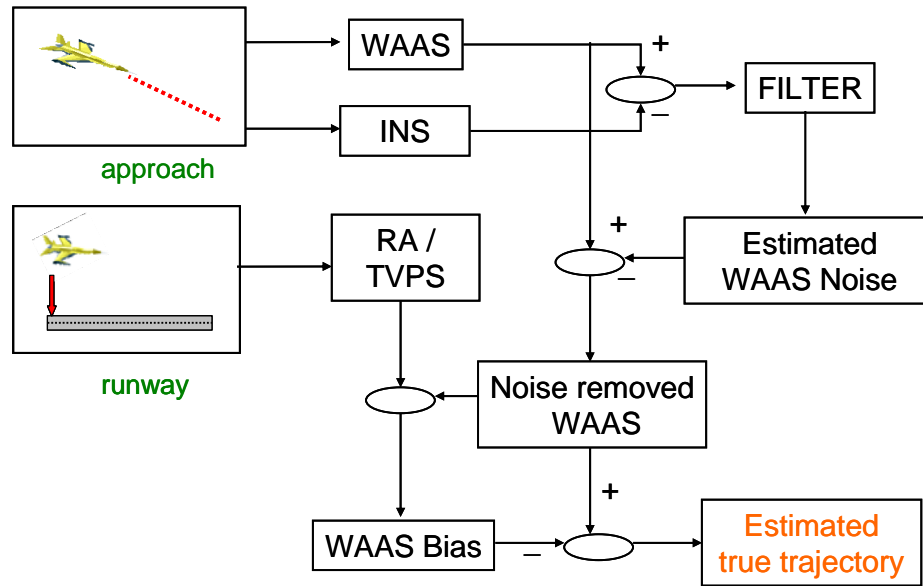 WAAS
+
FILTER
–
INS
approach
RA /
TVPS
+
–
Estimated
WAAS Noise
runway
Noise removed
WAAS
+
WAAS Bias
–
Estimated
true trajectory